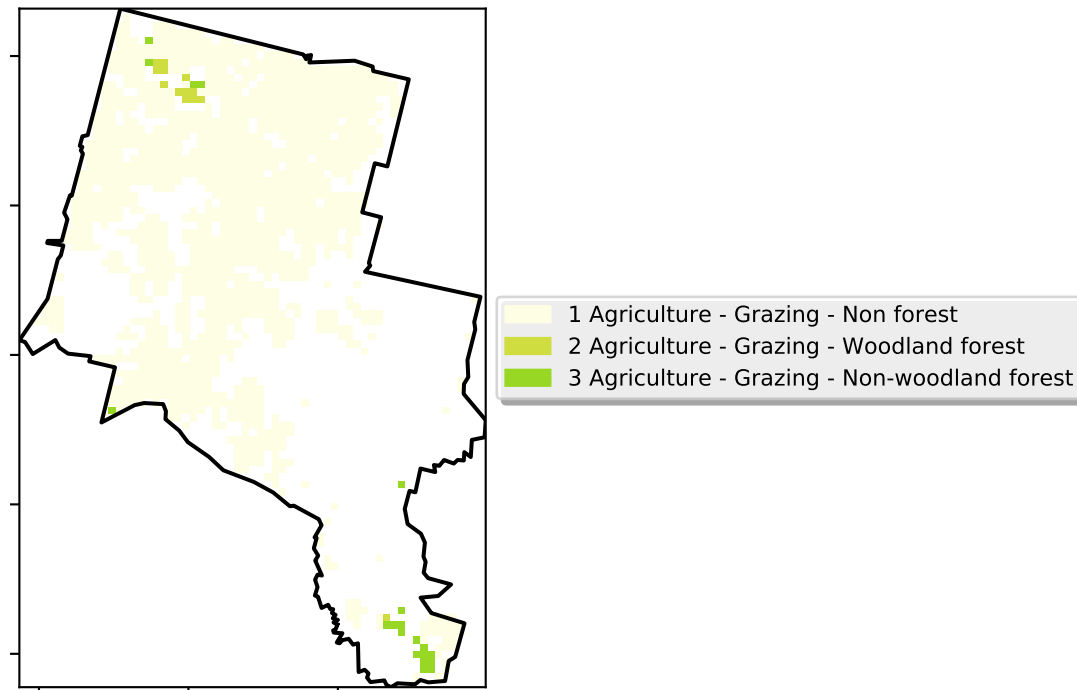 1 Agriculture - Grazing - Non forest
2 Agriculture - Grazing - Woodland forest
3 Agriculture - Grazing - Non-woodland forest